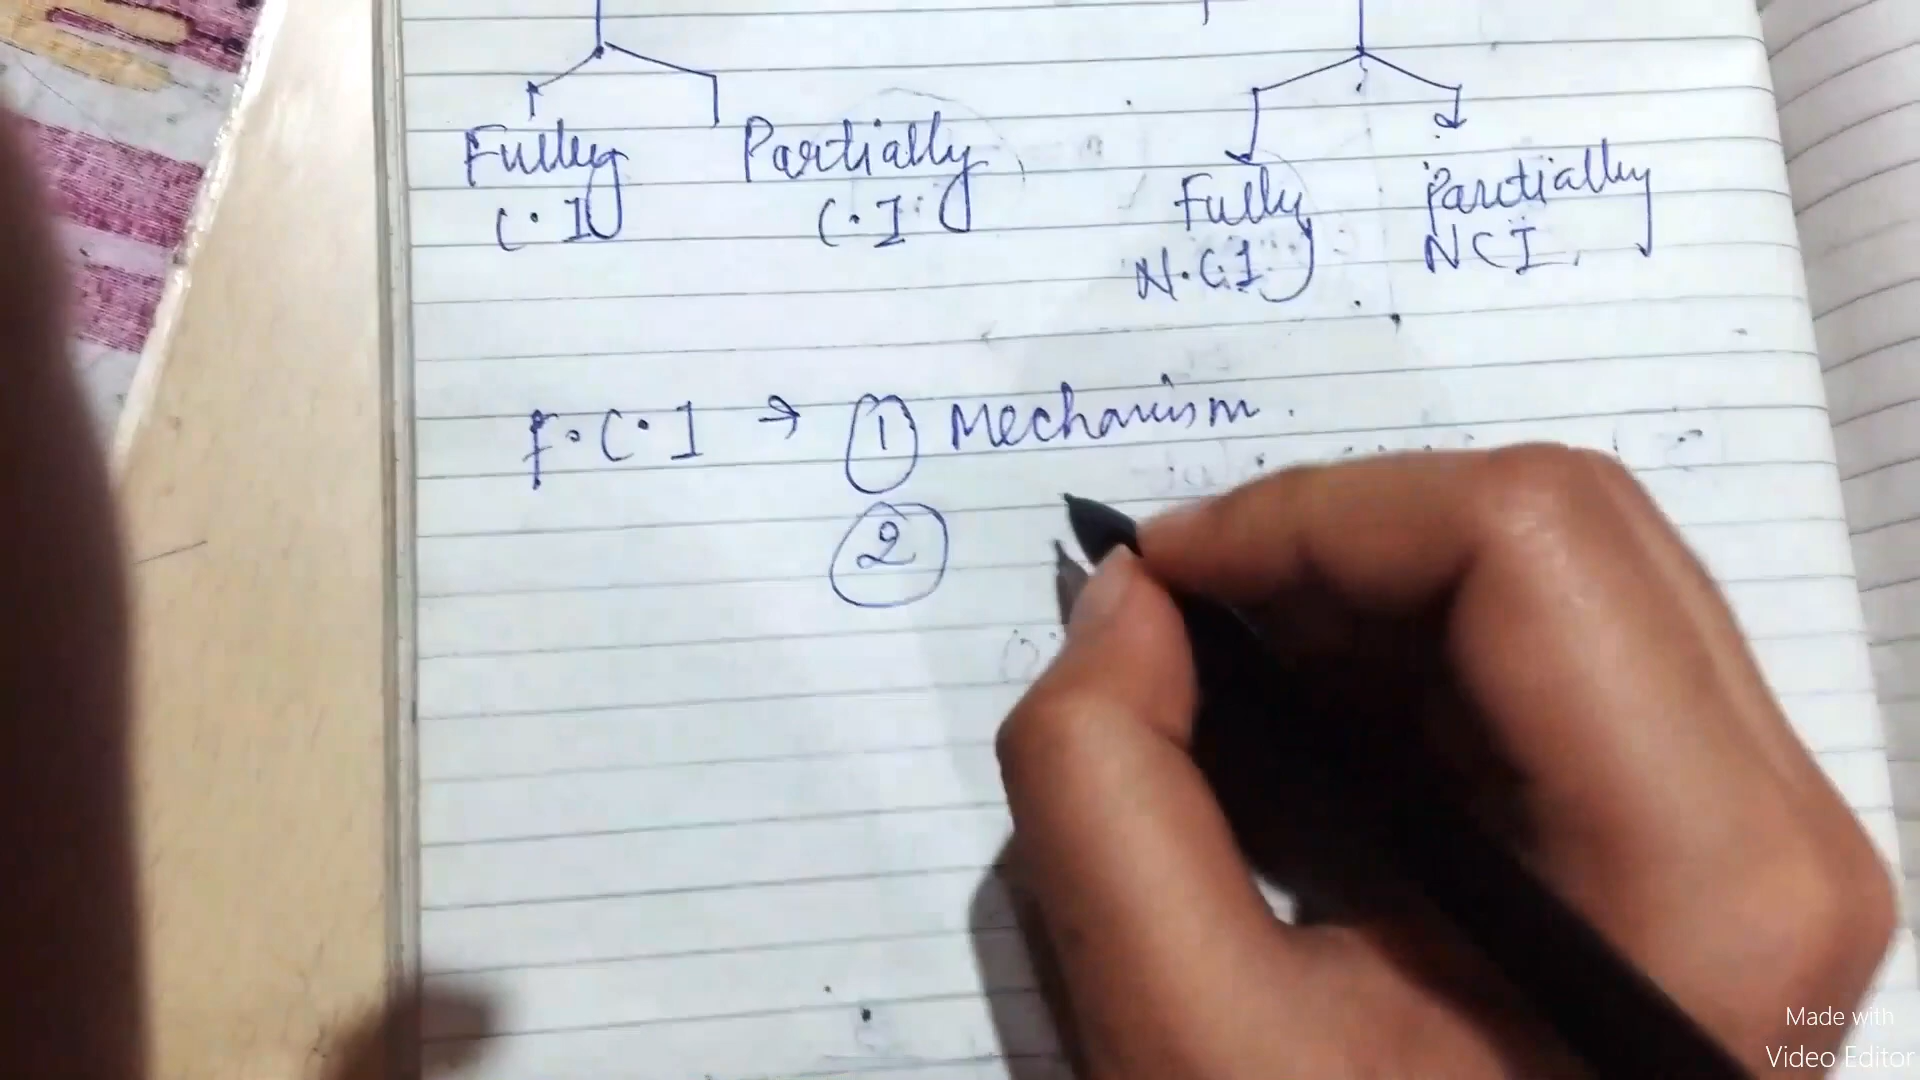 Fully Partially
C.I C.I
Fully Partially
N.C.I NCI
F.C.I → ① Mechanism.
②
Made with
Video Editor